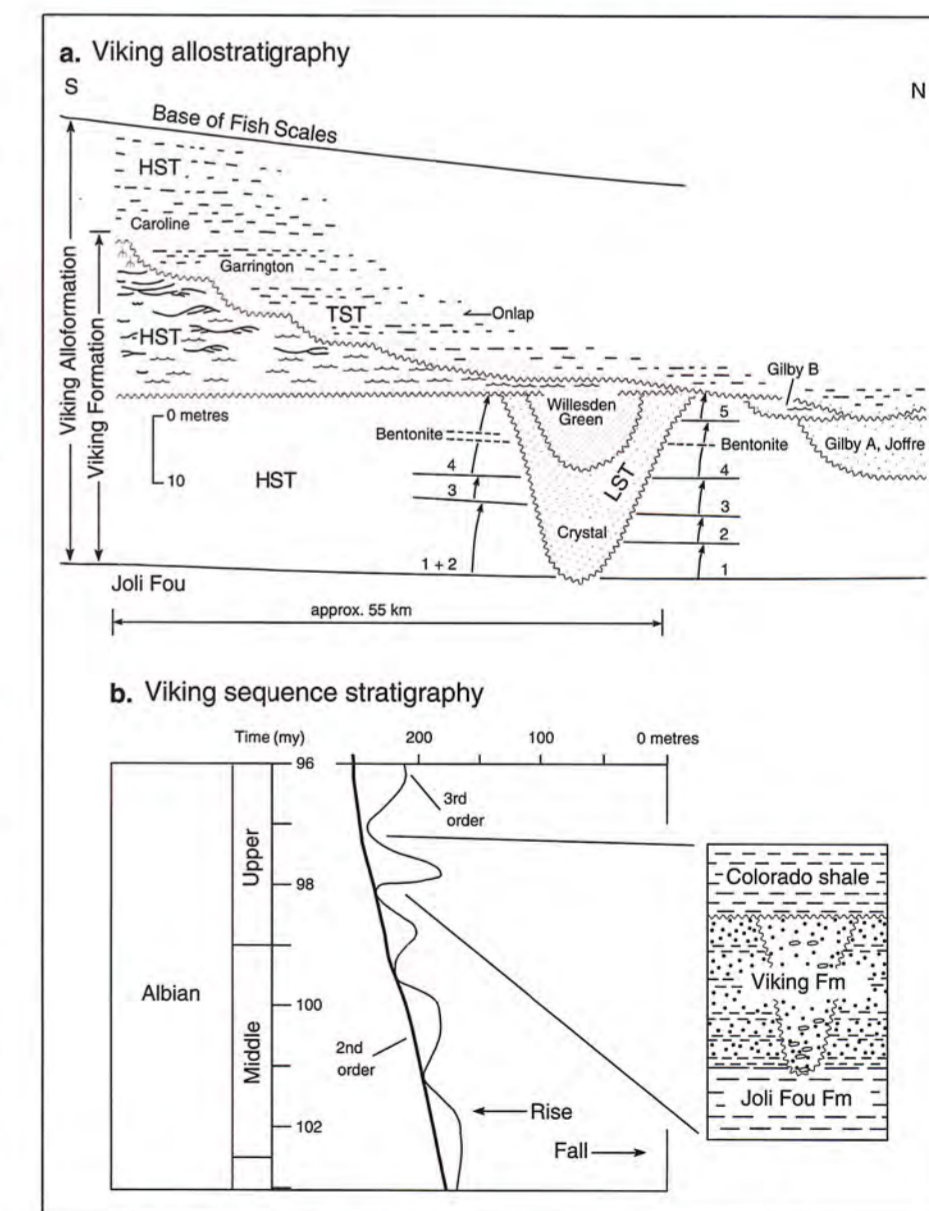 a. Viking allostratigraphy
S
N
Base of Fish Scales
HST
Caroline
Garrington
TST
Onlap
HST
Viking Alloformation
Viking Formation
Gilby B
0 metres
10
Bentonite
4
3
1 + 2
HST
Willesden
Green
LST
Crystal
5
Bentonite
4
3
2
1
Gilby A, Joffre
Joli Fou
approx. 55 km
b. Viking sequence stratigraphy
Time (my)
200
100
0 metres
96
98
100
102
Albian
Upper
Middle
3rd
order
2nd
order
Rise
Fall
Colorado shale
Viking Fm
Joli Fou Fm